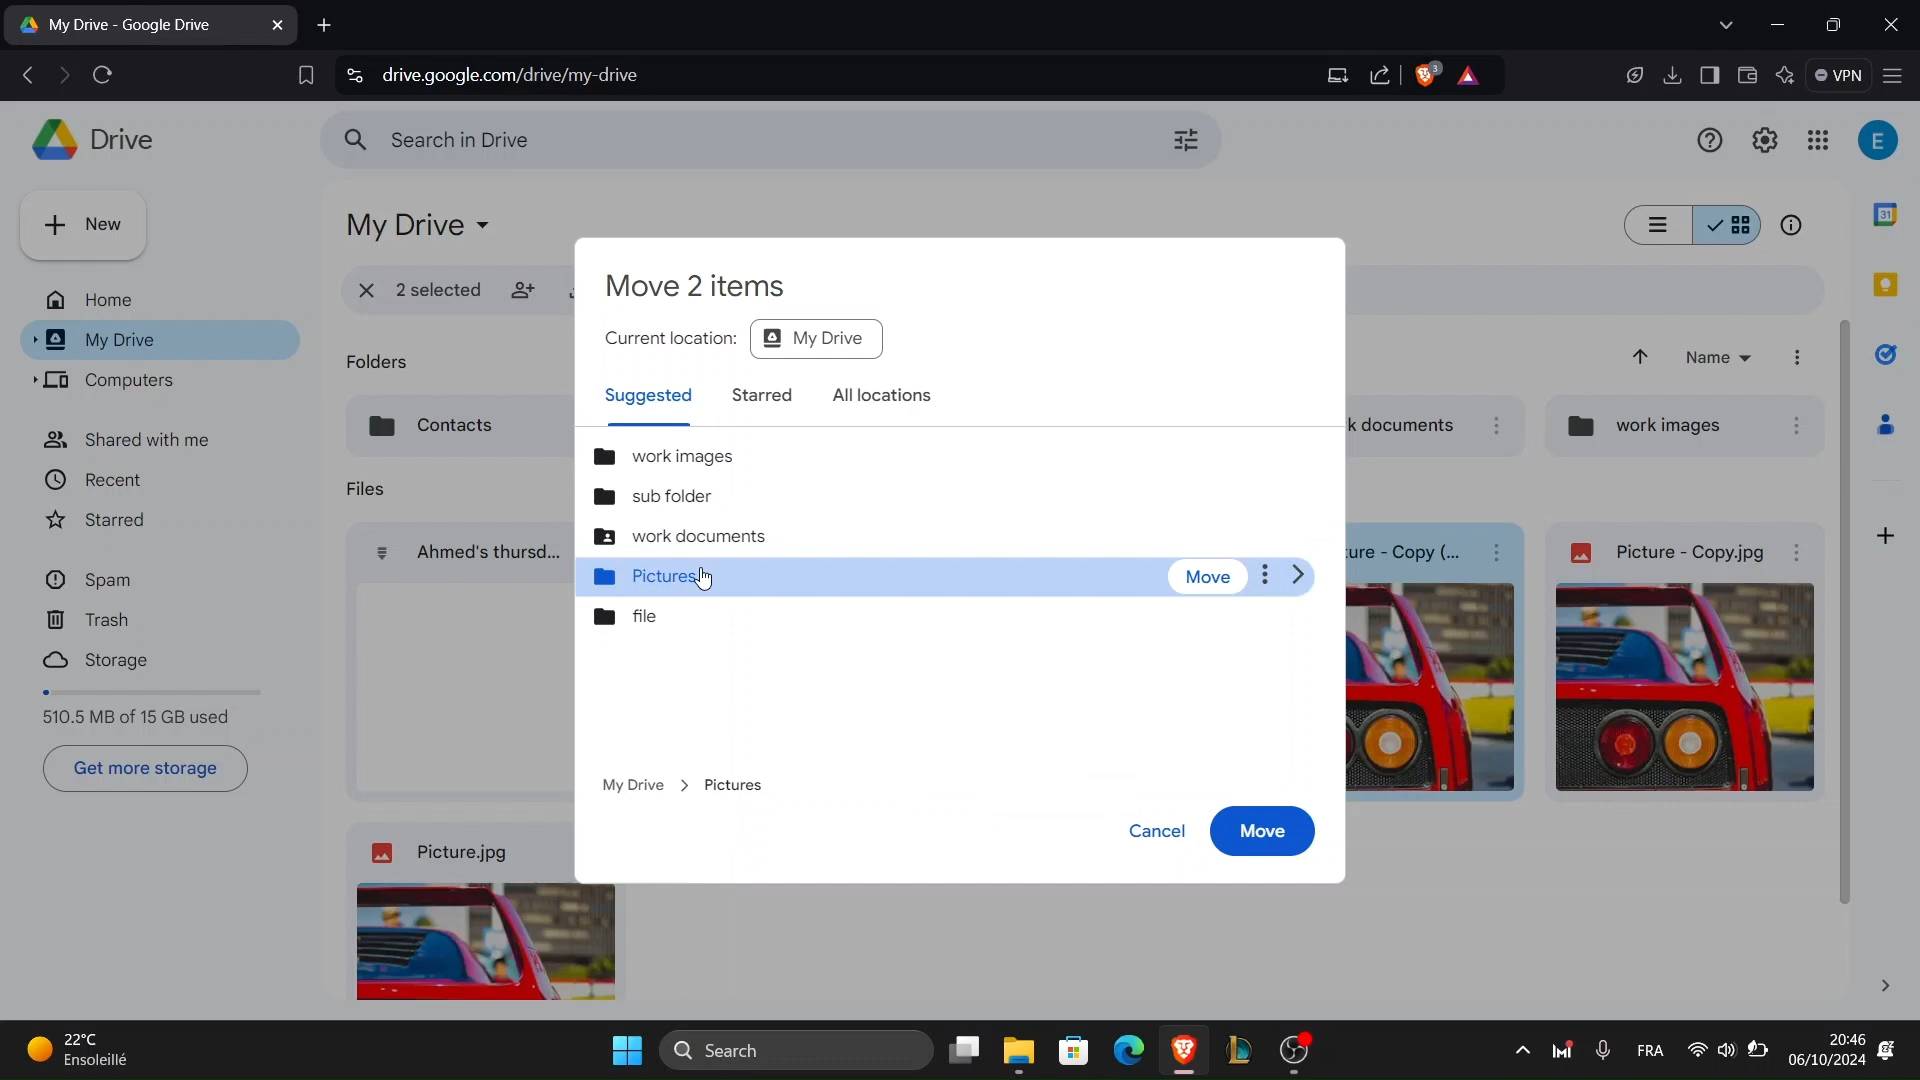 My Drive - Google Drive
drive.google.com/drive/my-drive
3
VPN
Drive
Search in Drive
E
New
My Drive
31
Home
2 selected
My Drive
Computers
Folders
Name
Contacts
k documents
work images
Shared with me
Recent
Starred
Files
Ahmed's thursd...
ure - Copy (...
Picture - Copy.jpg
Spam
Trash
Storage
510.5 MB of 15 GB used
Get more storage
Picture.jpg
Move 2 items
Current location:
My Drive
Suggested
Starred
All locations
work images
sub folder
work documents
Pictures
Move
file
My Drive
Pictures
Cancel
Move
22°C
Ensoleillé
Search
FRA
20:46
06/10/2024